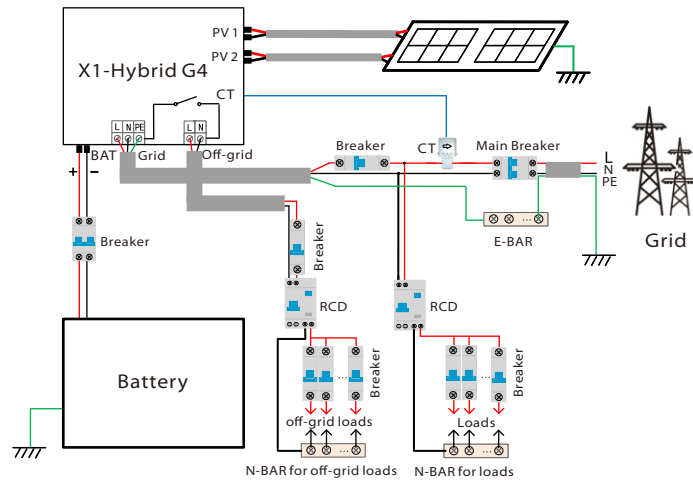 PV 1
PV 2
X1-Hybrid G4
CT
L N PE
L N
BAT
Grid
Off-grid
+
−
Breaker
CT
Main Breaker
L
N
PE
...
E-BAR
Grid
Breaker
Breaker
RCD
RCD
Battery
...
Breaker
...
Breaker
off-grid loads
Loads
...
...
N-BAR for off-grid loads
N-BAR for loads